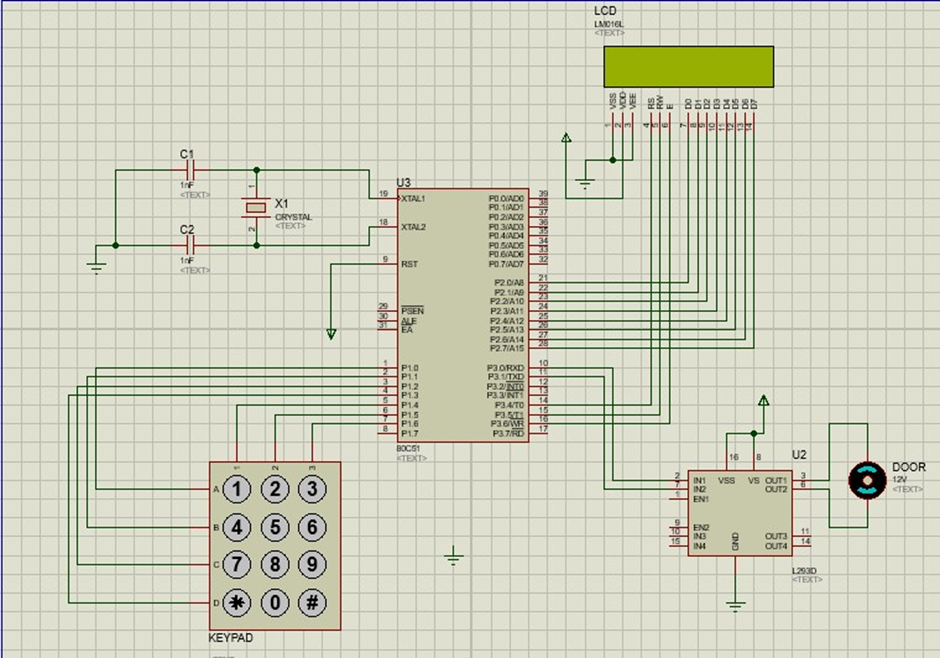 LCD
LM016L
<TEXT>
VSS
VDD
VEE
RS
RW
E
D0
D1
D2
D3
D4
D5
D6
D7
1
2
3
4
5
6
7
8
9
10
11
12
13
14
C1
1nF
<TEXT>
X1
CRYSTAL
<TEXT>
1
2
C2
1nF
<TEXT>
U3
19 XTAL1
18 XTAL2
9 RST
29 PSEN
30 ALE
31 EA
1 P1.0
2 P1.1
3 P1.2
4 P1.3
5 P1.4
6 P1.5
7 P1.6
8 P1.7
P0.0/AD0 39
P0.1/AD1 38
P0.2/AD2 37
P0.3/AD3 36
P0.4/AD4 35
P0.5/AD5 34
P0.6/AD6 33
P0.7/AD7 32
P2.0/A8 21
P2.1/A9 22
P2.2/A10 23
P2.3/A11 24
P2.4/A12 25
P2.5/A13 26
P2.6/A14 27
P2.7/A15 28
P3.0/RXD 10
P3.1/TXD 11
P3.2/INT0 12
P3.3/INT1 13
P3.4/T0 14
P3.5/T1 15
P3.6/WR 16
P3.7/RD 17
80C51
<TEXT>
1 2 3
A 1 2 3
B 4 5 6
C 7 8 9
D * 0 #
KEYPAD
U2
16 8
VSS VS
2 IN1
7 IN2
1 EN1
9 EN2
10 IN3
15 IN4
OUT1 3
OUT2 6
OUT3 11
OUT4 14
GND
L293D
<TEXT>
DOOR
12V
<TEXT>